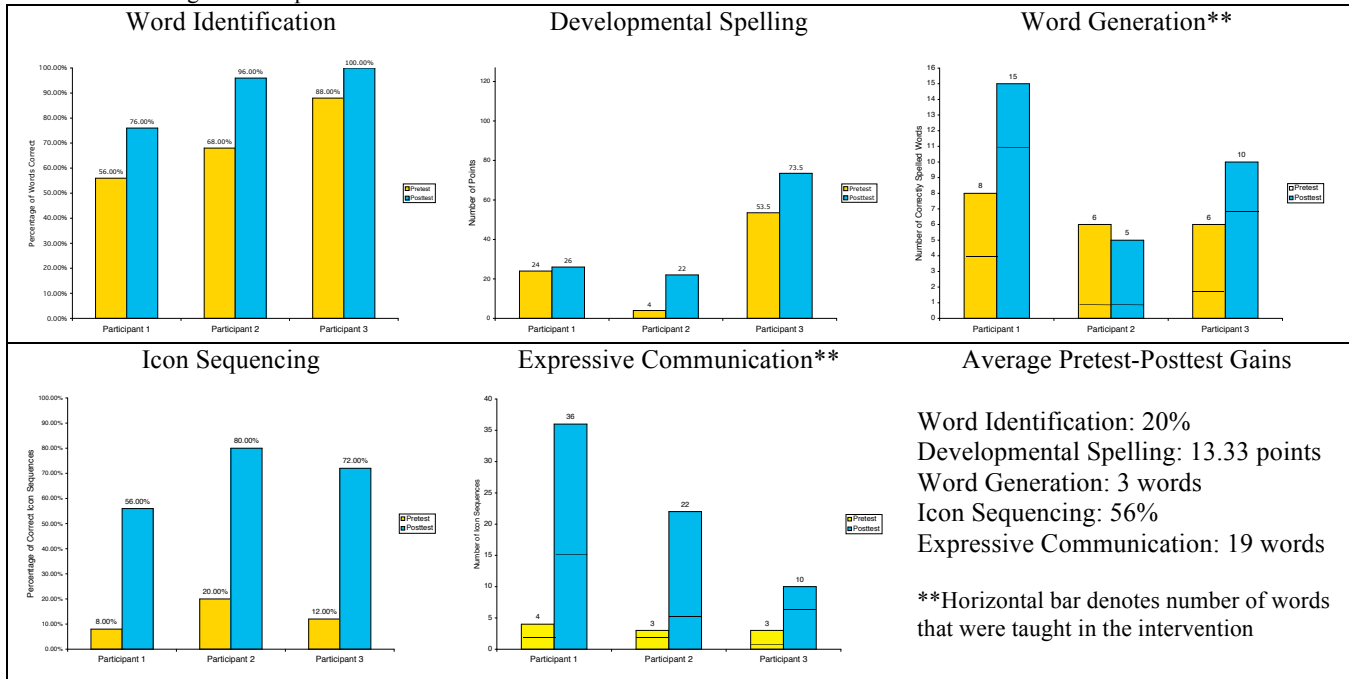 Word Identification
100.00%
90.00%
80.00%
70.00%
60.00%
50.00%
40.00%
30.00%
20.00%
10.00%
0.00%
Percentage of Words Correct
56.00%
76.00%
68.00%
96.00%
88.00%
100.00%
Participant 1
Participant 2
Participant 3
Pretest
Posttest
Developmental Spelling
120
100
80
60
40
20
0
Number of Points
24
26
4
22
53.5
73.5
Participant 1
Participant 2
Participant 3
Pretest
Posttest
Word Generation**
16
15
14
13
12
11
10
9
8
7
6
5
4
3
2
1
0
Number of Correctly Spelled Words
8
15
6
5
6
10
Participant 1
Participant 2
Participant 3
Pretest
Posttest
Icon Sequencing
100.00%
90.00%
80.00%
70.00%
60.00%
50.00%
40.00%
30.00%
20.00%
10.00%
0.00%
Percentage of Correct Icon Sequences
8.00%
56.00%
20.00%
80.00%
12.00%
72.00%
Participant 1
Participant 2
Participant 3
Pretest
Posttest
Expressive Communication**
40
35
30
25
20
15
10
5
0
Number of Icon Sequences
4
36
3
22
3
10
Participant 1
Participant 2
Participant 3
Pretest
Posttest
Average Pretest-Posttest Gains
Word Identification: 20%
Developmental Spelling: 13.33 points
Word Generation: 3 words
Icon Sequencing: 56%
Expressive Communication: 19 words
**Horizontal bar denotes number of words
that were taught in the intervention